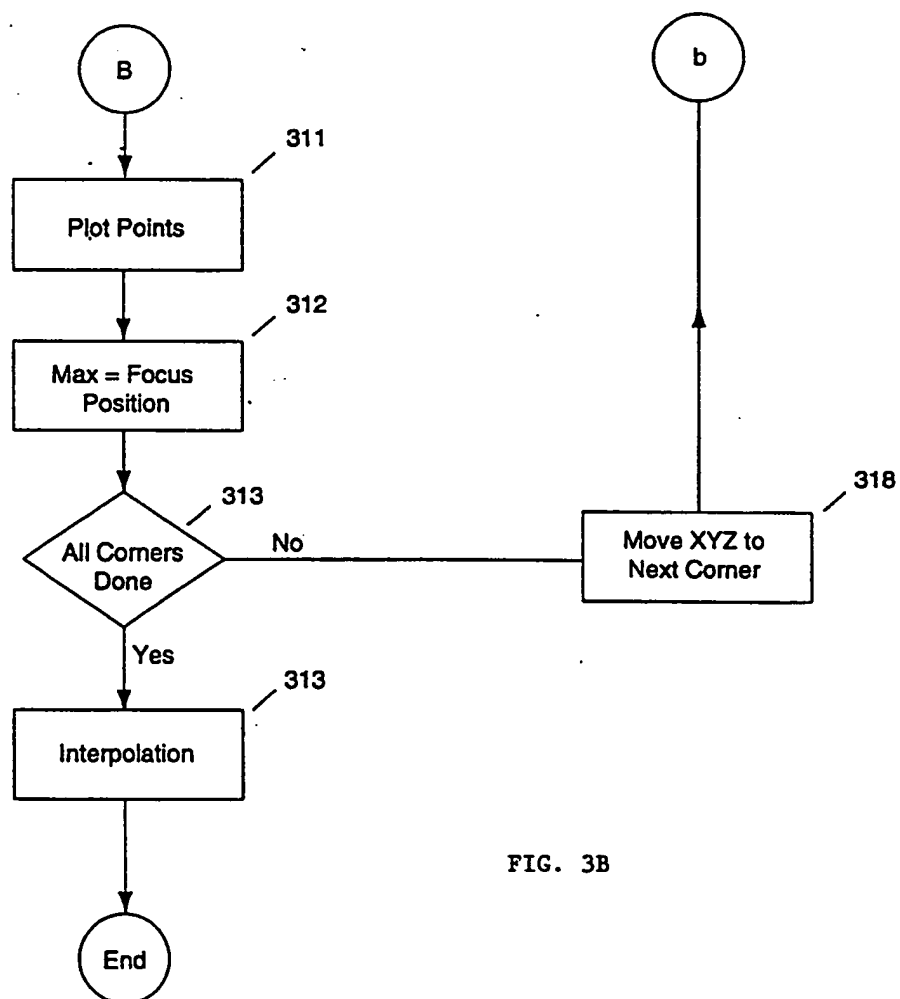 B
b
311
Plot Points
312
Max = Focus
Position
313
All Corners
Done
No
318
Move XYZ to
Next Corner
Yes
313
Interpolation
FIG. 3B
End